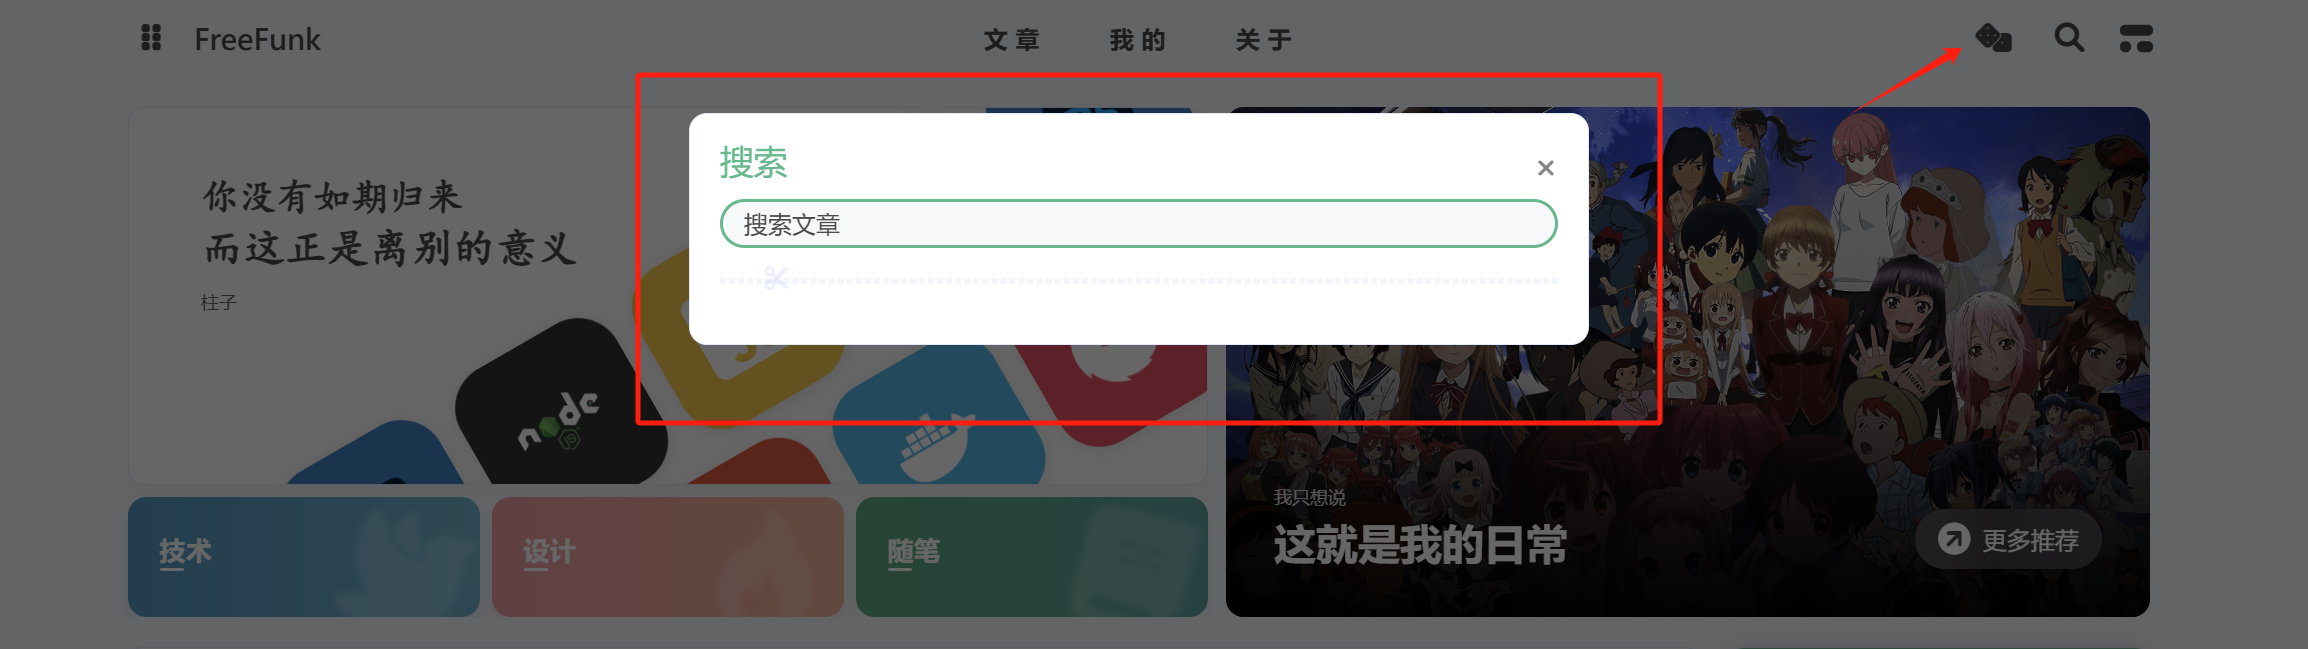 FreeFunk
文章
我的
关于
搜索
搜索文章
你没有如期归来
而这正是离别的意义
柱子
node
JS
技术
设计
随笔
我只想说
这就是我的日常
更多推荐